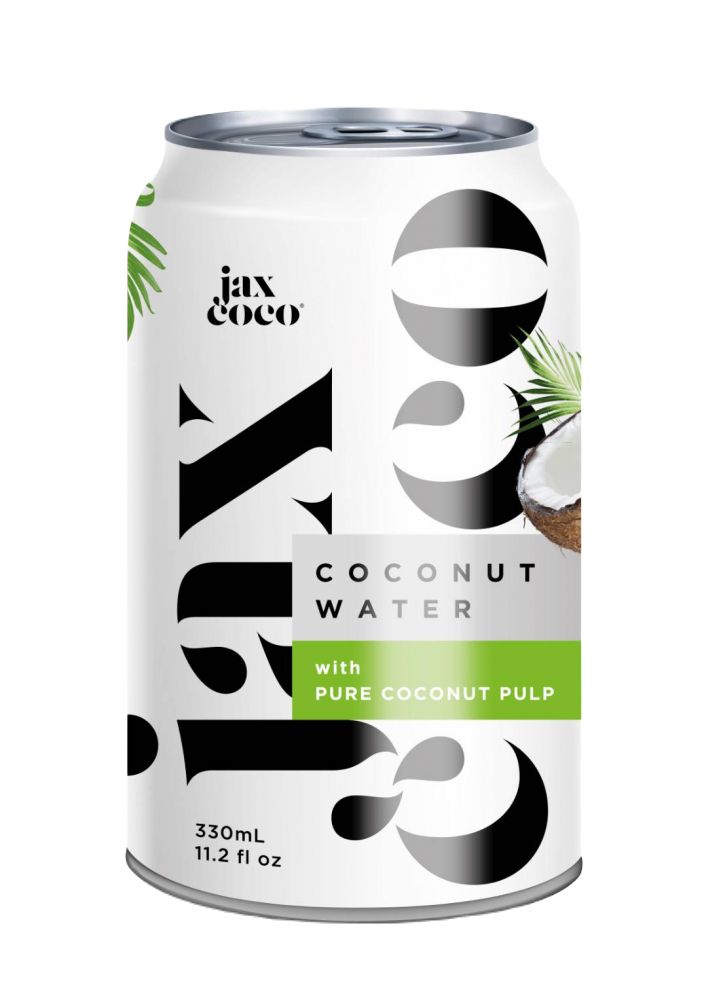 jax
coco®
jax
coco
COCONUT
WATER
with
PURE COCONUT PULP
330mL
11.2 fl oz